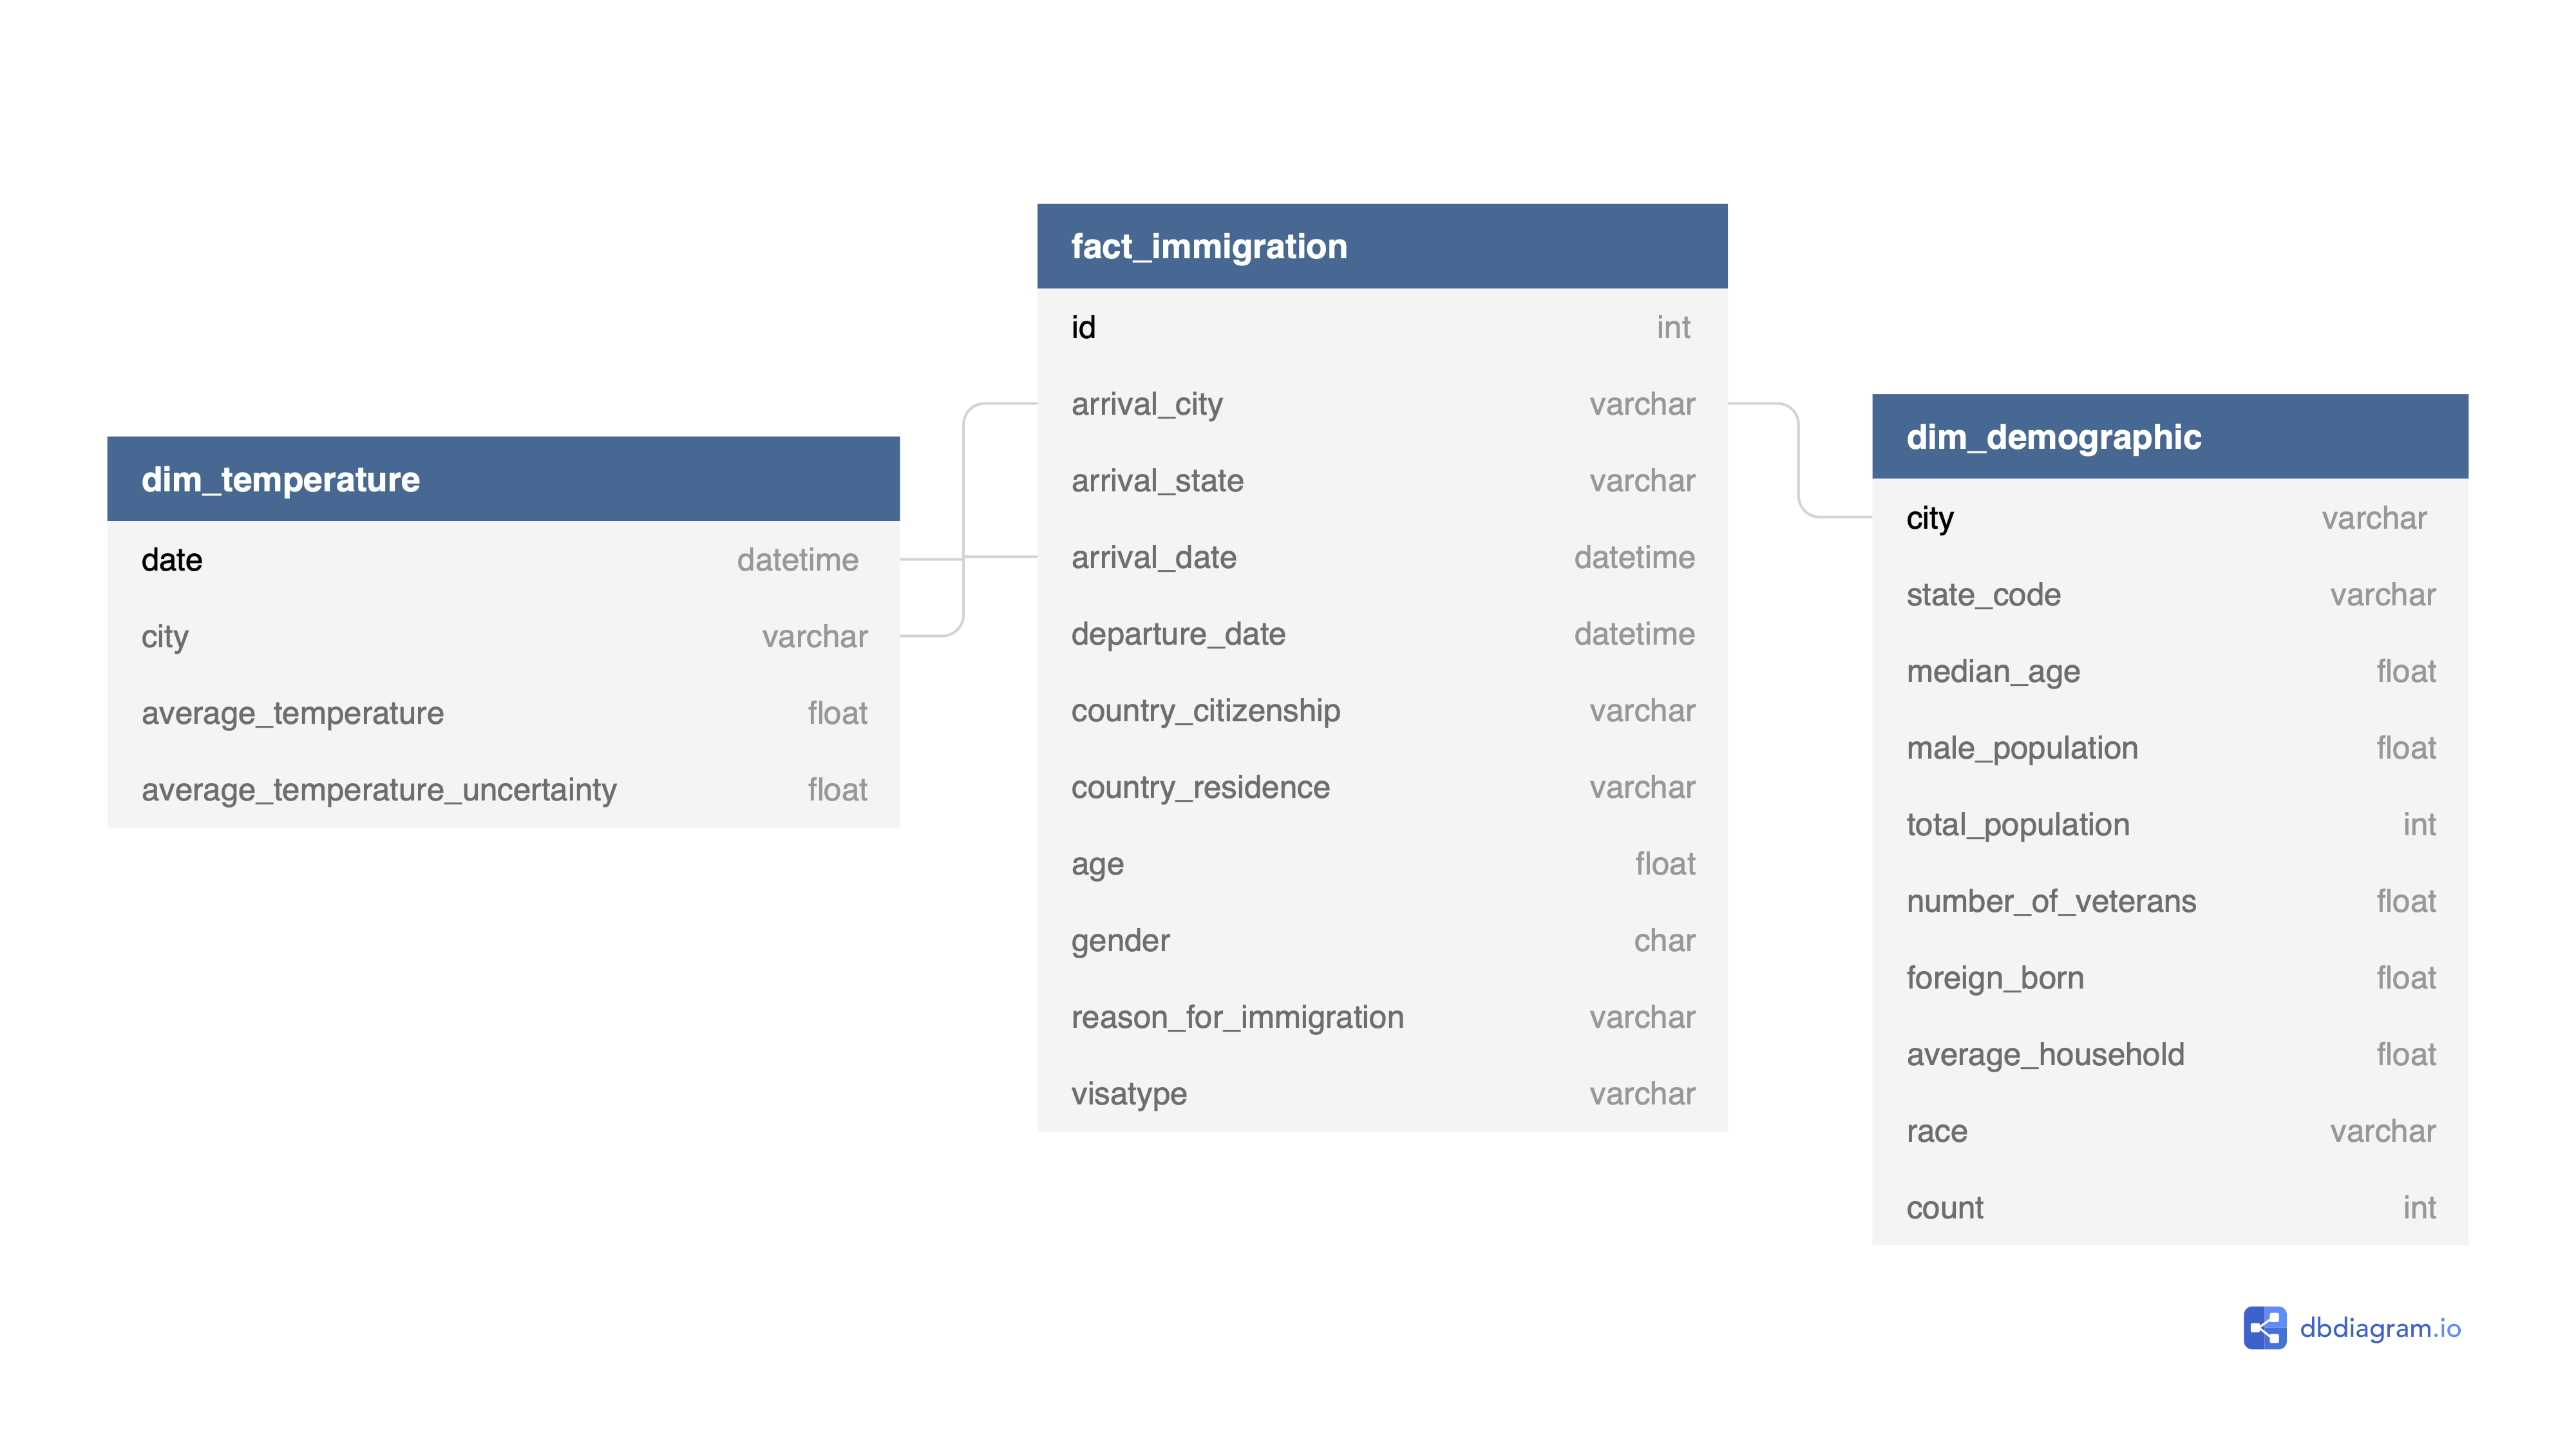 dim_temperature
date datetime
city varchar
average_temperature float
average_temperature_uncertainty float
fact_immigration
id int
arrival_city varchar
arrival_state varchar
arrival_date datetime
departure_date datetime
country_citizenship varchar
country_residence varchar
age float
gender char
reason_for_immigration varchar
visatype varchar
dim_demographic
city varchar
state_code varchar
median_age float
male_population float
total_population int
number_of_veterans float
foreign_born float
average_household float
race varchar
count int
dbdiagram.io